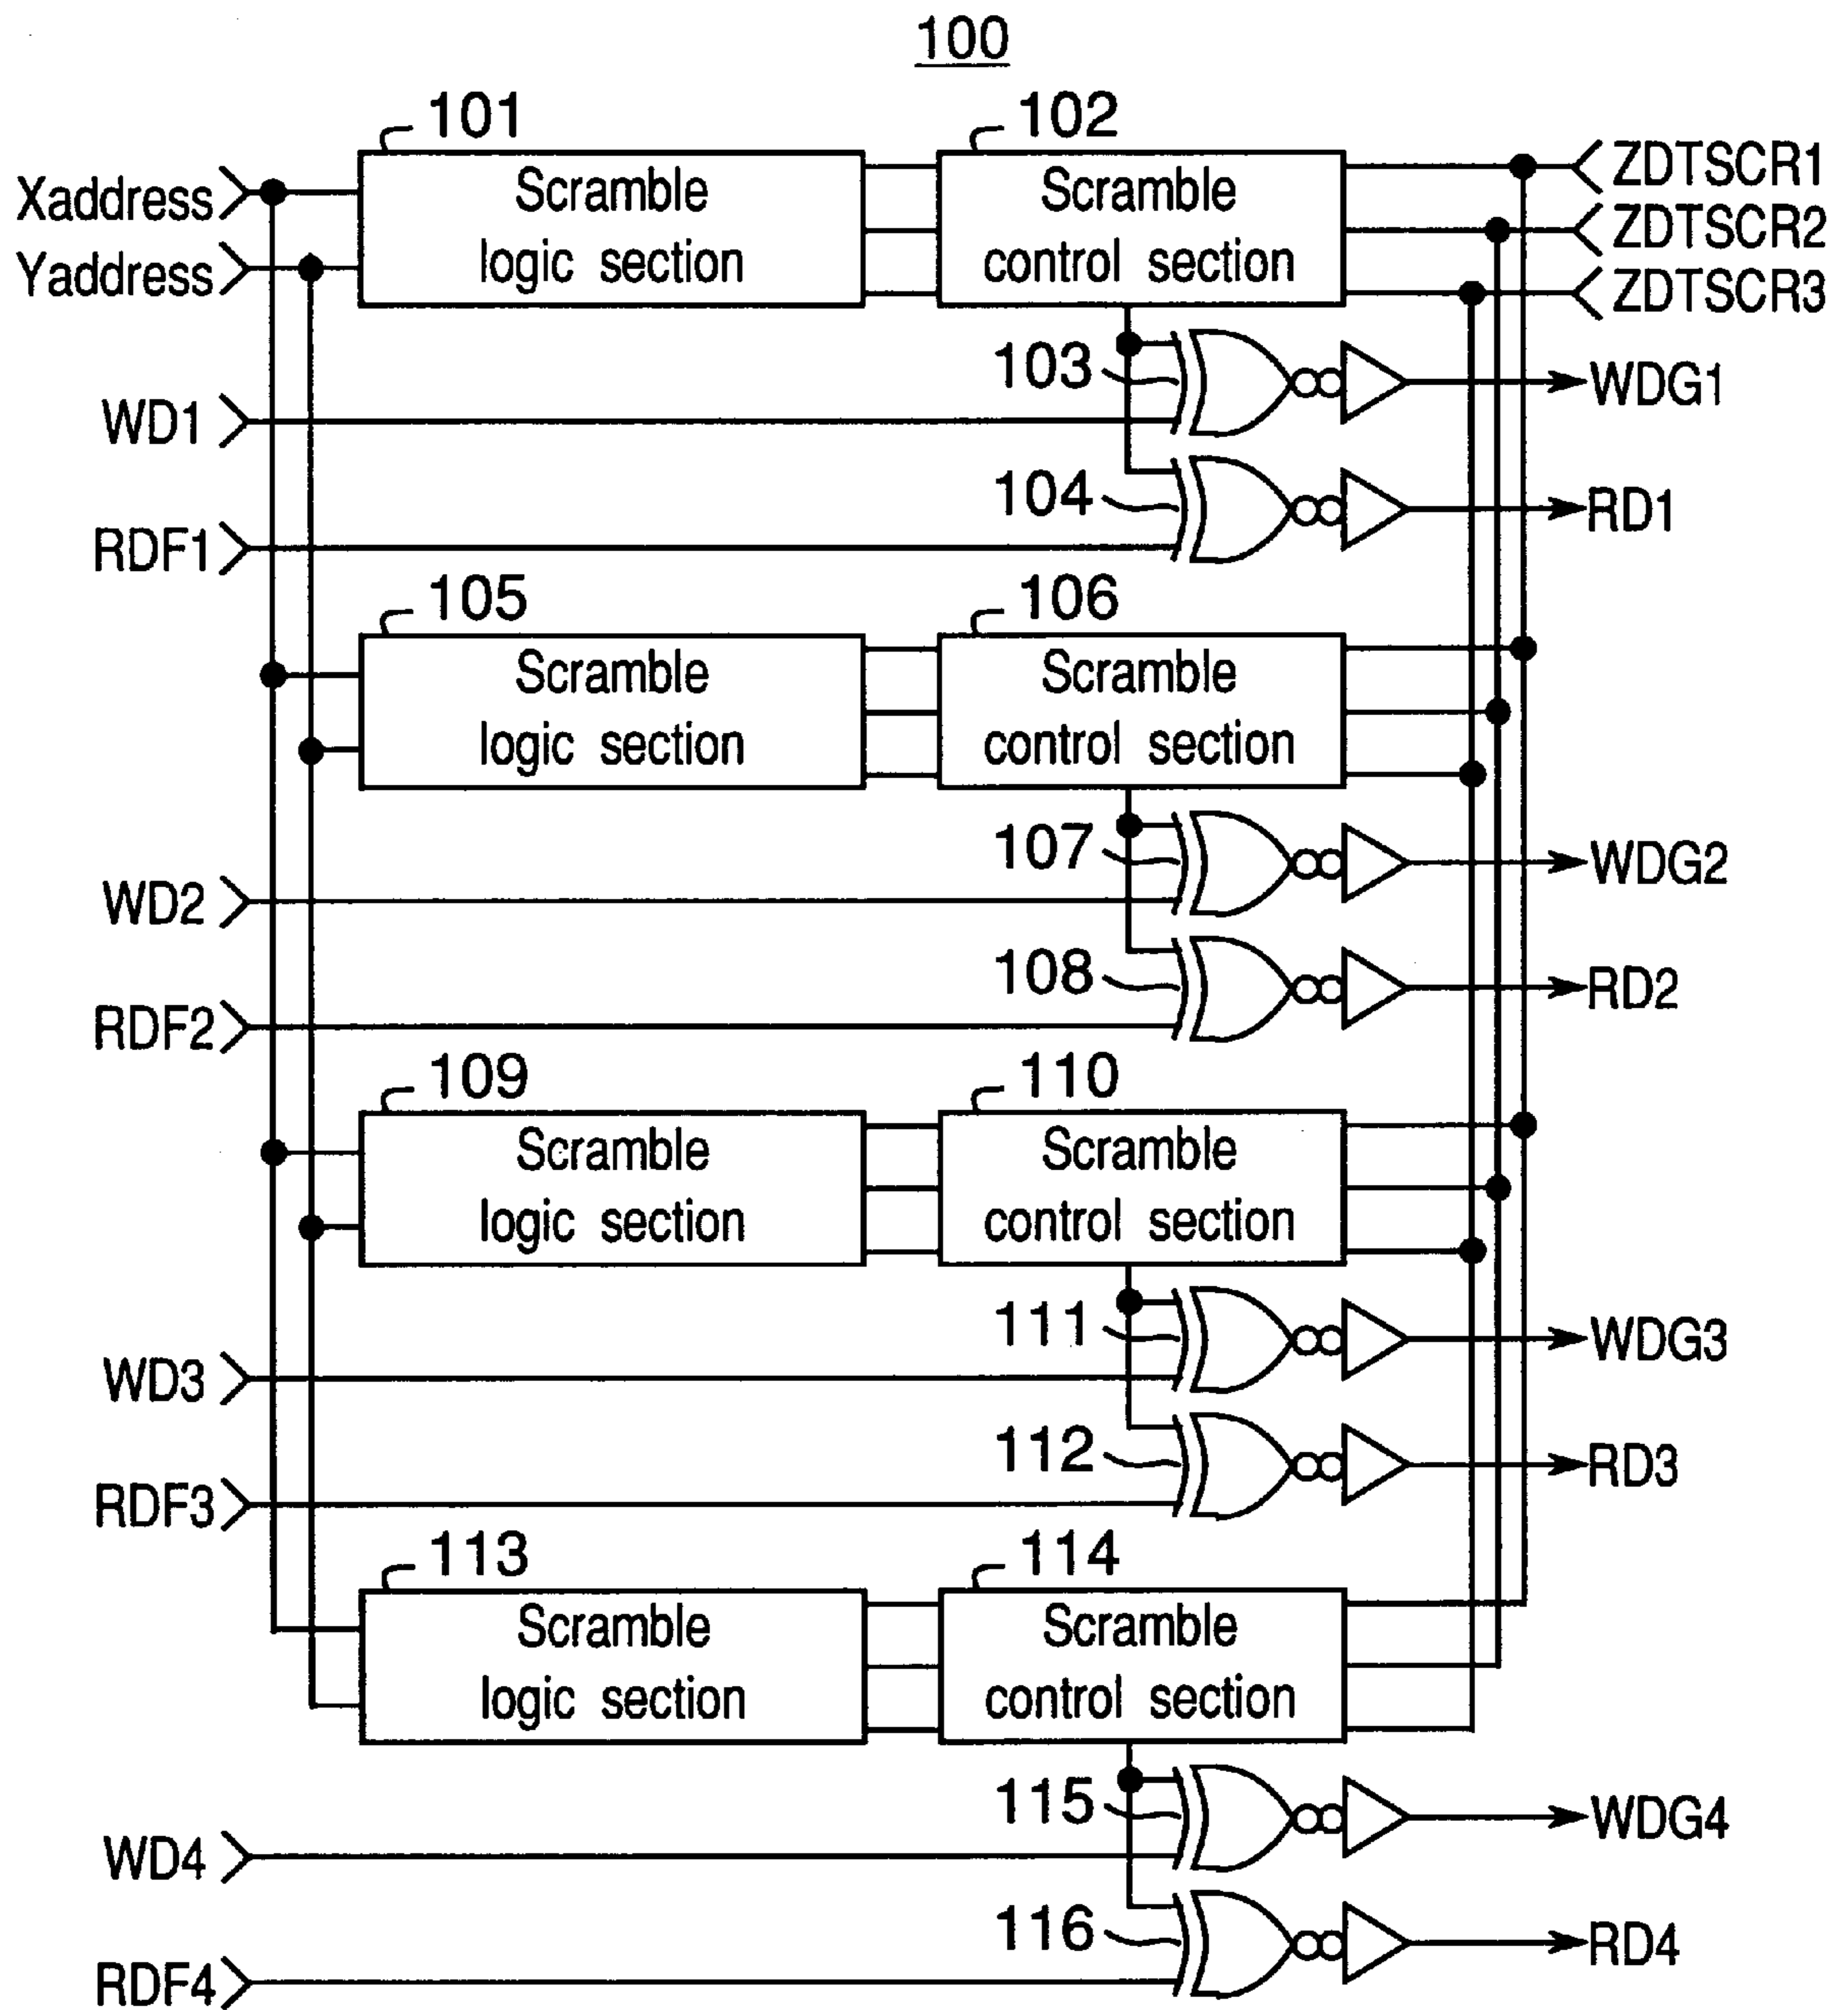 100
101
102
Xaddress
Scramble
logic section
Scramble
control section
ZDTSCR1
Yaddress
ZDTSCR2
ZDTSCR3
103
WDG1
WD1
104
RD1
RDF1
105
106
Scramble
logic section
Scramble
control section
107
WDG2
WD2
108
RD2
RDF2
109
110
Scramble
logic section
Scramble
control section
111
WDG3
WD3
112
RD3
RDF3
113
114
Scramble
logic section
Scramble
control section
115
WDG4
WD4
116
RD4
RDF4